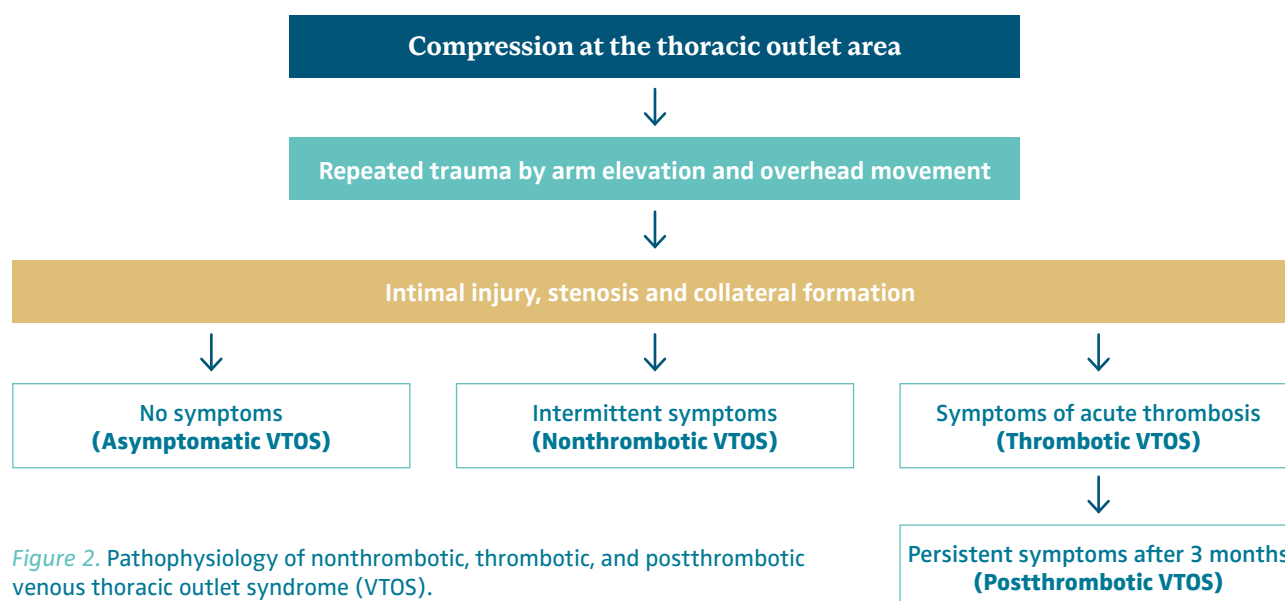 Compression at the thoracic outlet area
Repeated trauma by arm elevation and overhead movement
Intimal injury, stenosis and collateral formation
No symptoms
(Asymptomatic VTOS)
Intermittent symptoms
(Nonthrombotic VTOS)
Symptoms of acute thrombosis
(Thrombotic VTOS)
Persistent symptoms after 3 months
(Postthrombotic VTOS)
Figure 2. Pathophysiology of nonthrombotic, thrombotic, and postthrombotic
venous thoracic outlet syndrome (VTOS).